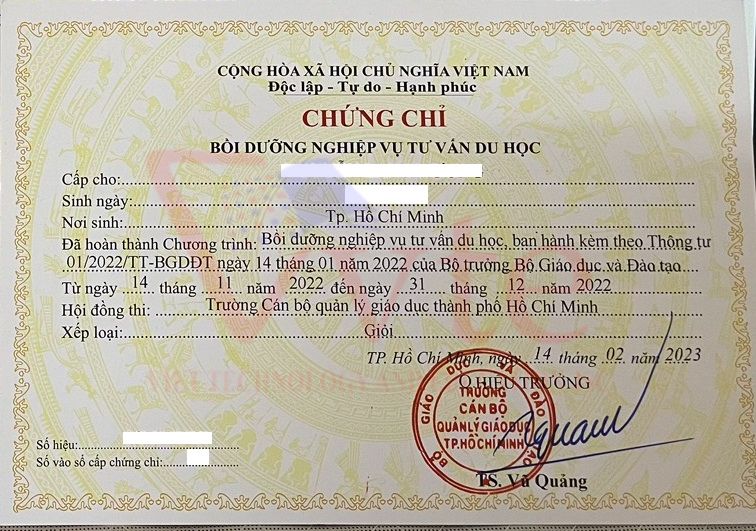 CỘNG HÒA XÃ HỘI CHỦ NGHĨA VIỆT NAM
Độc lập - Tự do - Hạnh phúc
CHỨNG CHỈ
BỒI DƯỠNG NGHIỆP VỤ TƯ VẤN DU HỌC
Cấp cho:
Sinh ngày:
Nơi sinh: Tp. Hồ Chí Minh
Đã hoàn thành Chương trình: Bồi dưỡng nghiệp vụ tư vấn du học, ban hành kèm theo Thông tư
01/2022/TT-BGDĐT ngày 14 tháng 01 năm 2022 của Bộ trưởng Bộ Giáo dục và Đào tạo
Từ ngày 14 tháng 11 năm 2022 đến ngày 31 tháng 12 năm 2022
Hội đồng thi: Trường Cán bộ quản lý giáo dục thành phố Hồ Chí Minh
Xếp loại: Giỏi
TP. Hồ Chí Minh, ngày 14 tháng 02 năm 2023
HIỆU TRƯỞNG
BỘ GIÁO DỤC VÀ ĐÀO TẠO
TRƯỜNG
CÁN BỘ
QUẢN LÝ GIÁO DỤC
TP.HỒ CHÍ MINH
TS. Vũ Quảng
Số hiệu:
Số vào sổ cấp chứng chỉ: